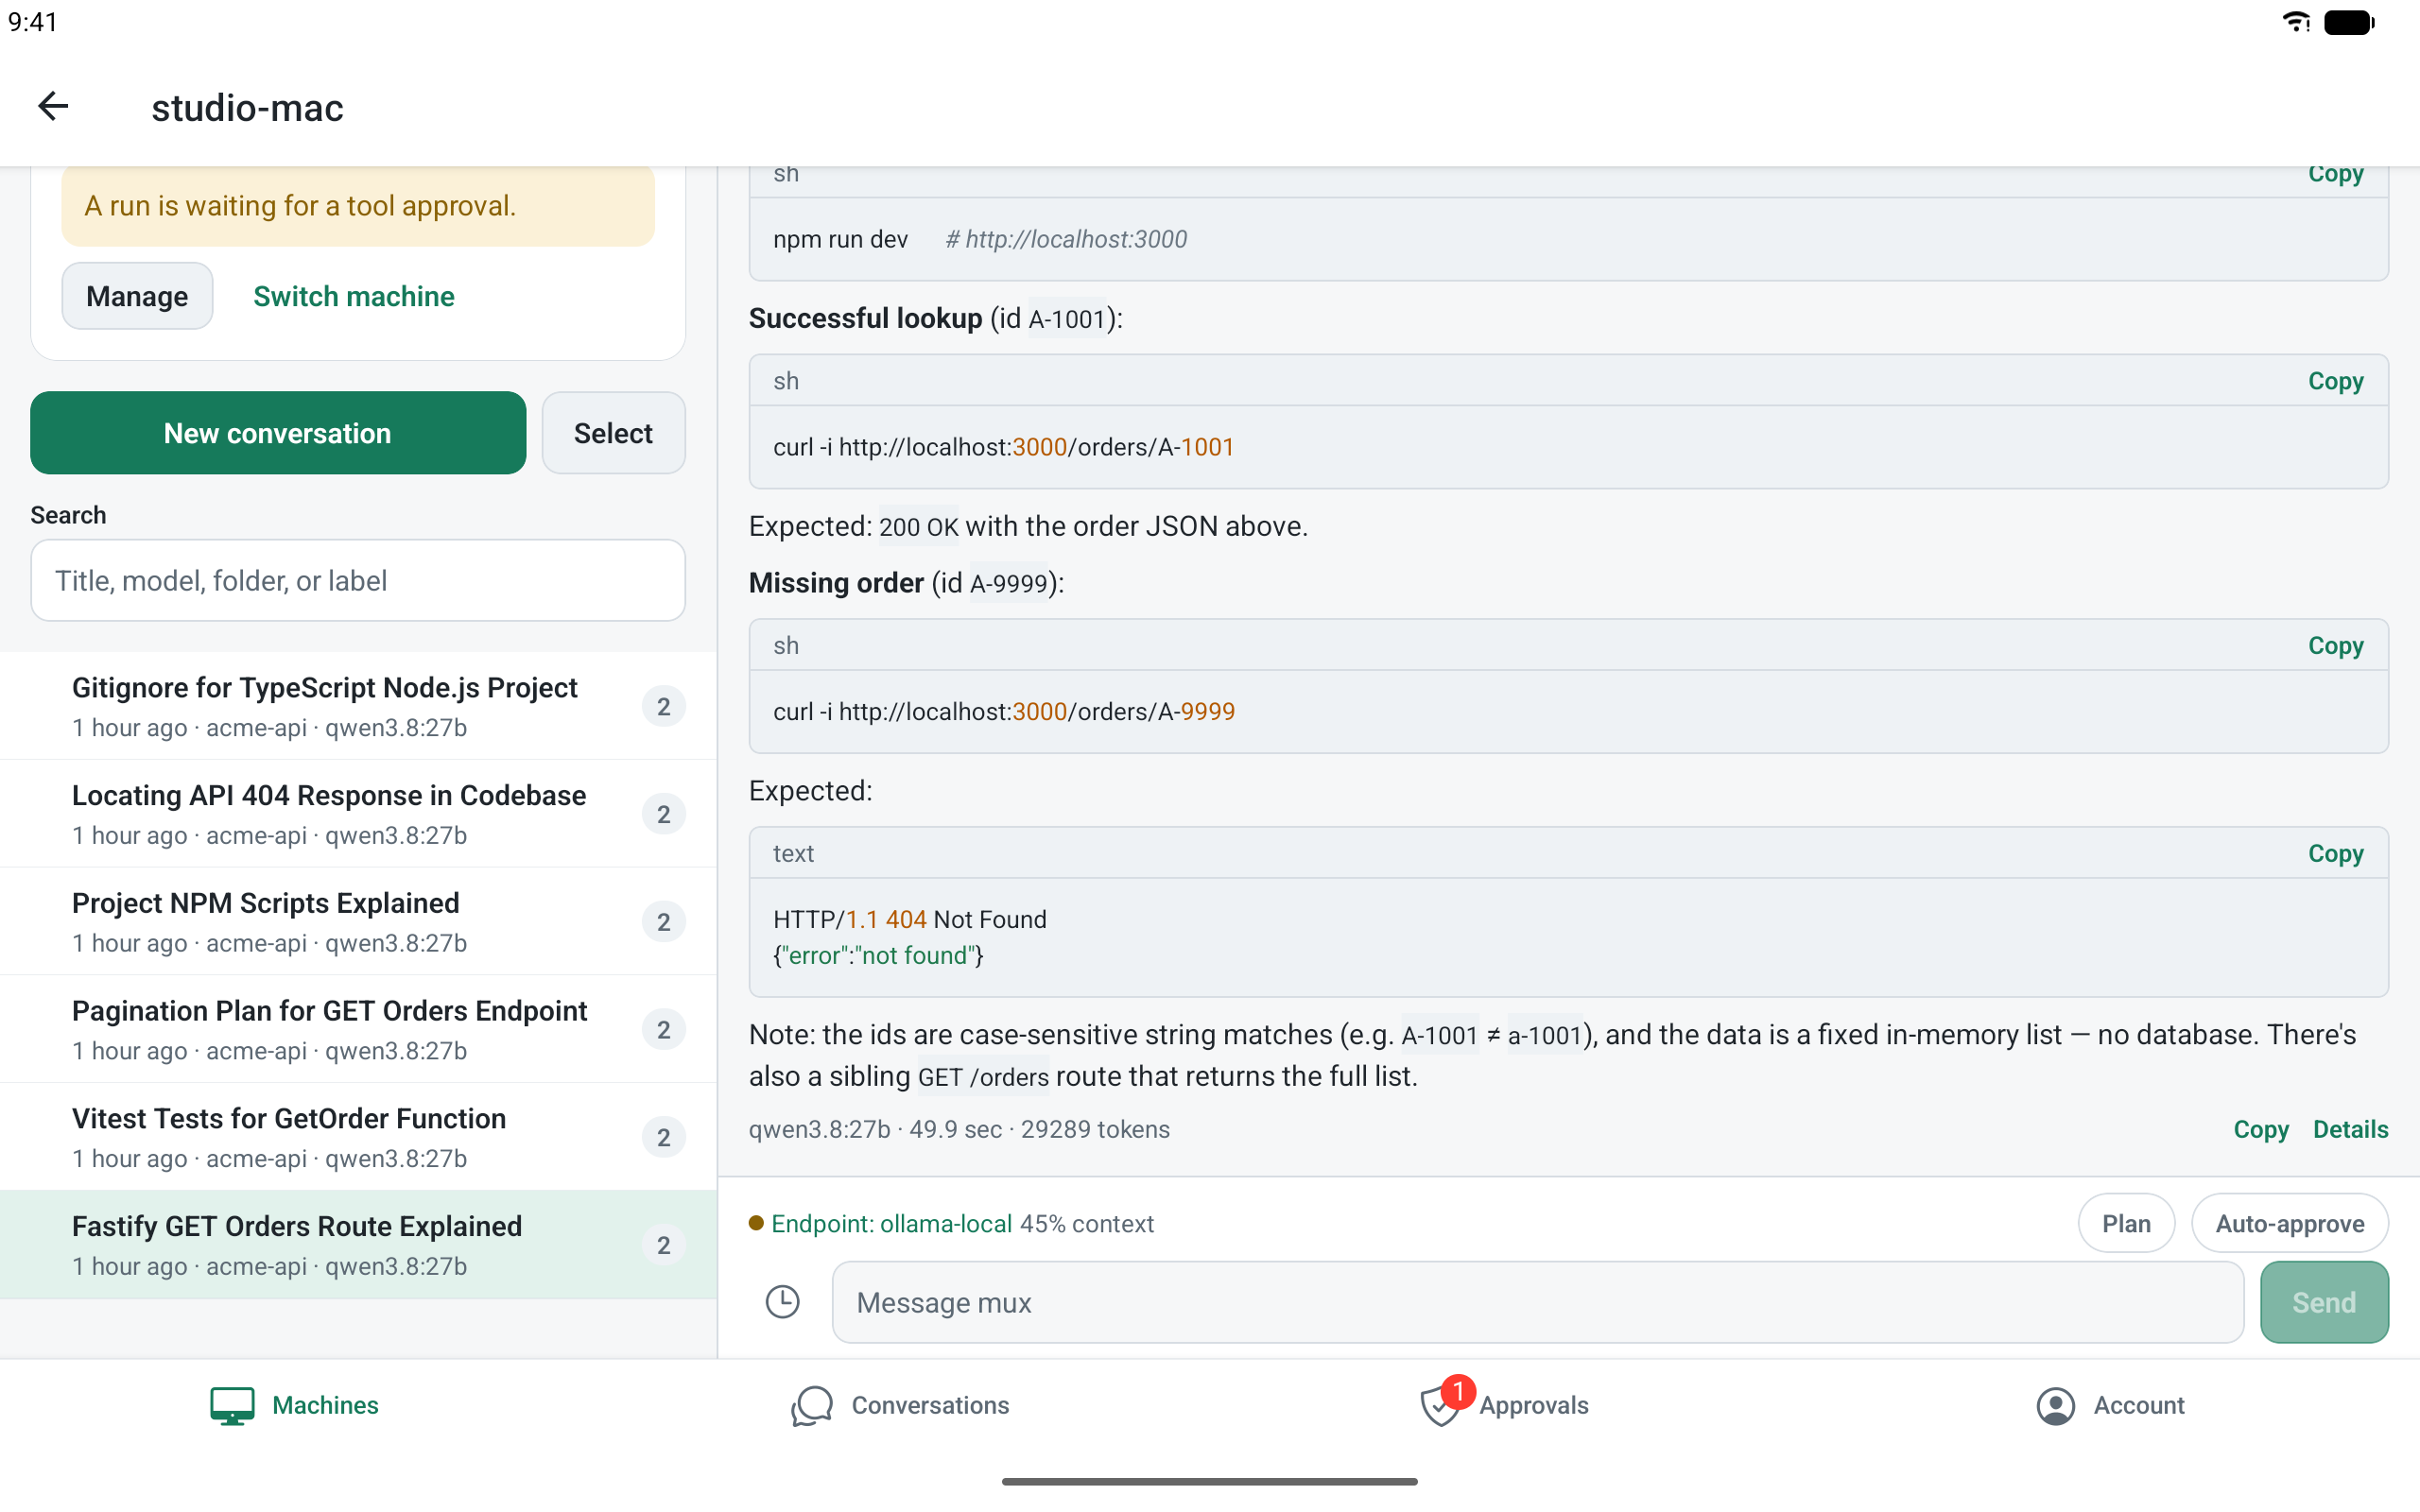 9:41
studio-mac
A run is waiting for a tool approval.
Manage
Switch machine
New conversation
Select
Search
Title, model, folder, or label
Gitignore for TypeScript Node.js Project
1 hour ago · acme-api · qwen3.8:27b
2
Locating API 404 Response in Codebase
1 hour ago · acme-api · qwen3.8:27b
2
Project NPM Scripts Explained
1 hour ago · acme-api · qwen3.8:27b
2
Pagination Plan for GET Orders Endpoint
1 hour ago · acme-api · qwen3.8:27b
2
Vitest Tests for GetOrder Function
1 hour ago · acme-api · qwen3.8:27b
2
Fastify GET Orders Route Explained
1 hour ago · acme-api · qwen3.8:27b
2
sh
Copy
npm run dev # http://localhost:3000
Successful lookup (id A-1001):
sh
Copy
curl -i http://localhost:3000/orders/A-1001
Expected: 200 OK with the order JSON above.
Missing order (id A-9999):
sh
Copy
curl -i http://localhost:3000/orders/A-9999
Expected:
text
Copy
HTTP/1.1 404 Not Found
{"error":"not found"}
Note: the ids are case-sensitive string matches (e.g. A-1001 ≠ a-1001), and the data is a fixed in-memory list — no database. There's
also a sibling GET /orders route that returns the full list.
qwen3.8:27b · 49.9 sec · 29289 tokens
Copy
Details
Endpoint: ollama-local 45% context
Plan
Auto-approve
Message mux
Send
Machines
Conversations
1
Approvals
Account